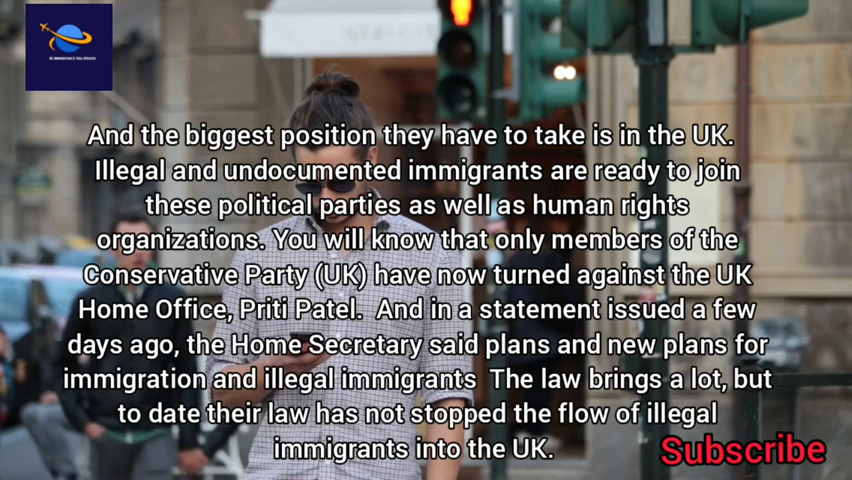 Uk Immigration & Visa Updates
And the biggest position they have to take is in the UK.
Illegal and undocumented immigrants are ready to join
these political parties as well as human rights
organizations. You will know that only members of the
Conservative Party (UK) have now turned against the UK
Home Office, Priti Patel.  And in a statement issued a few
days ago, the Home Secretary said plans and new plans for
immigration and illegal immigrants  The law brings a lot, but
to date their law has not stopped the flow of illegal
immigrants into the UK.
Subscribe